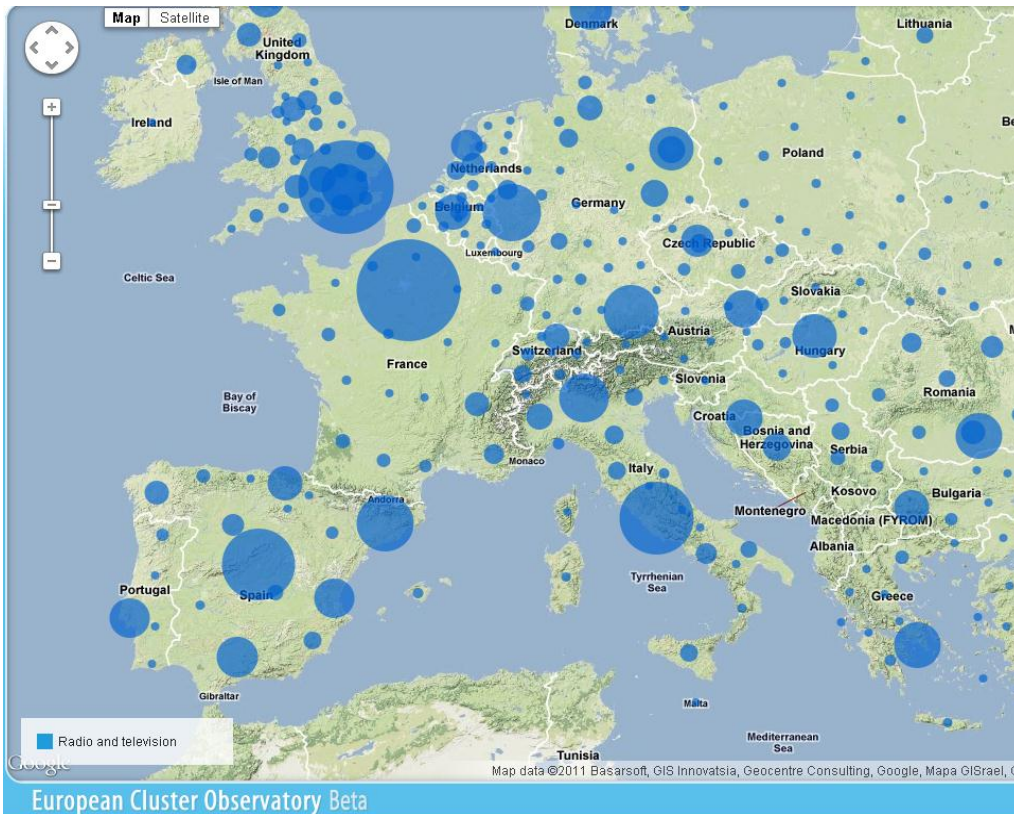 Map Satellite
Denmark
Lithuania
United
Kingdom
Isle of Man
Ireland
Poland
Netherlands
Germany
Belgium
Czech Republic
Luxembourg
Celtic Sea
Slovakia
Austria
Switzerland
Hungary
France
Slovenia
Romania
Bay of
Biscay
Croatia
Bosnia and
Herzegovina
Serbia
Monaco
Italy
Kosovo
Bulgaria
Andorra
Montenegro
Macedonia (FYROM)
Albania
Tyrrhenian
Sea
Portugal
Spain
Greece
Gibraltar
Malta
Mediterranean
Sea
Radio and television
Tunisia
Google
Map data ©2011 Basarsoft, GIS Innovatsia, Geocentre Consulting, Google, Mapa GISrael,
European Cluster Observatory Beta